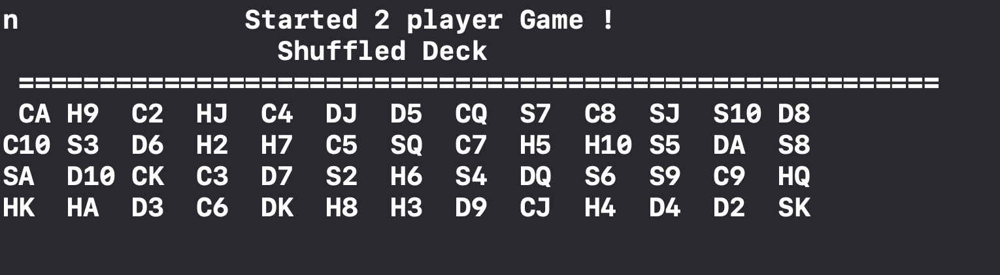 n Started 2 player Game !
Shuffled Deck
=========================================================
CA H9 C2 HJ C4 DJ D5 CQ S7 C8 SJ S10 D8
C10 S3 D6 H2 H7 C5 SQ C7 H5 H10 S5 DA S8
SA D10 CK C3 D7 S2 H6 S4 DQ S6 S9 C9 HQ
HK HA D3 C6 DK H8 H3 D9 CJ H4 D4 D2 SK